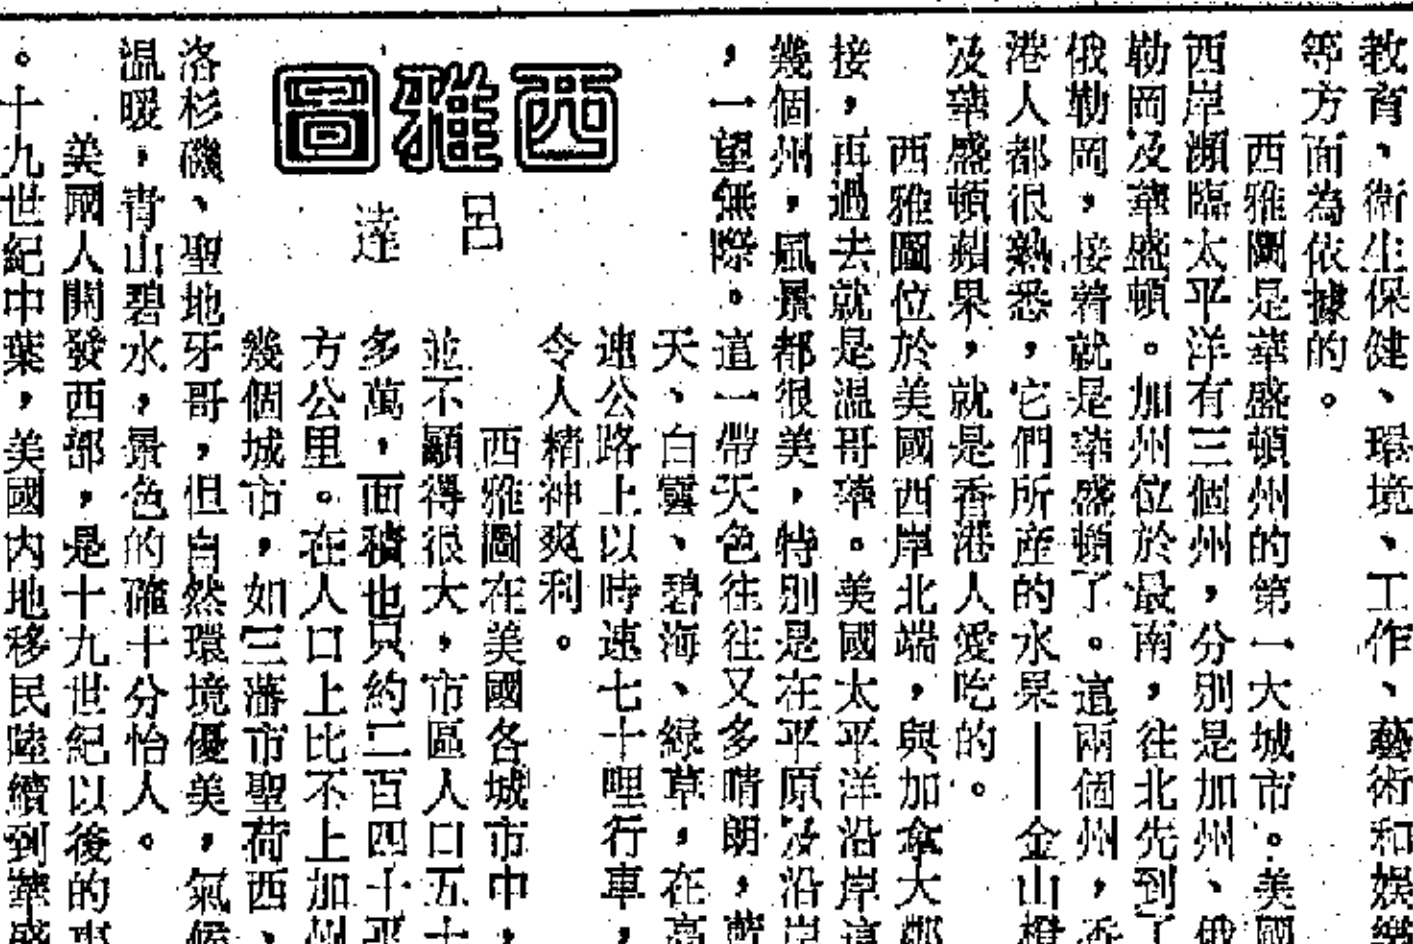 教育、衛生保健、環境、工作、藝術和娛樂
等方面為依據的。
西雅圖是華盛頓州的第一大城市。美國
西岸瀕臨太平洋有三個州，分別是加州、俄
勒岡及華盛頓。加州位於最南，往北先到了
俄勒岡，接着就是華盛頓了。這兩個州，香
港人都很熟悉，它們所產的水果——金山橙
及華盛頓蘋果，就是香港人愛吃的。
西雅圖位於美國西岸北端，與加拿大鄰
接，再過去就是溫哥華。美國太平洋沿岸這
幾個州，風景都很美，特別是在平原及沿岸
，一望無際。這一帶天色往往又多晴朗，藍
天、白雲、碧海、綠草，在高
速公路上以時速七十哩行車，
令人精神爽利。
西雅圖
呂達
西雅圖在美國各城市中，
並不顯得很大，市區人口五十
多萬，面積也只約二百四十平
方公里。在人口上比不上加州
幾個城市，如三藩市聖荷西、
洛杉磯、聖地牙哥，但自然環境優美，氣候
溫暖，青山碧水，景色的確十分怡人。
美國人開發西部，是十九世紀以後的事
。十九世紀中葉，美國內地移民陸續到華盛